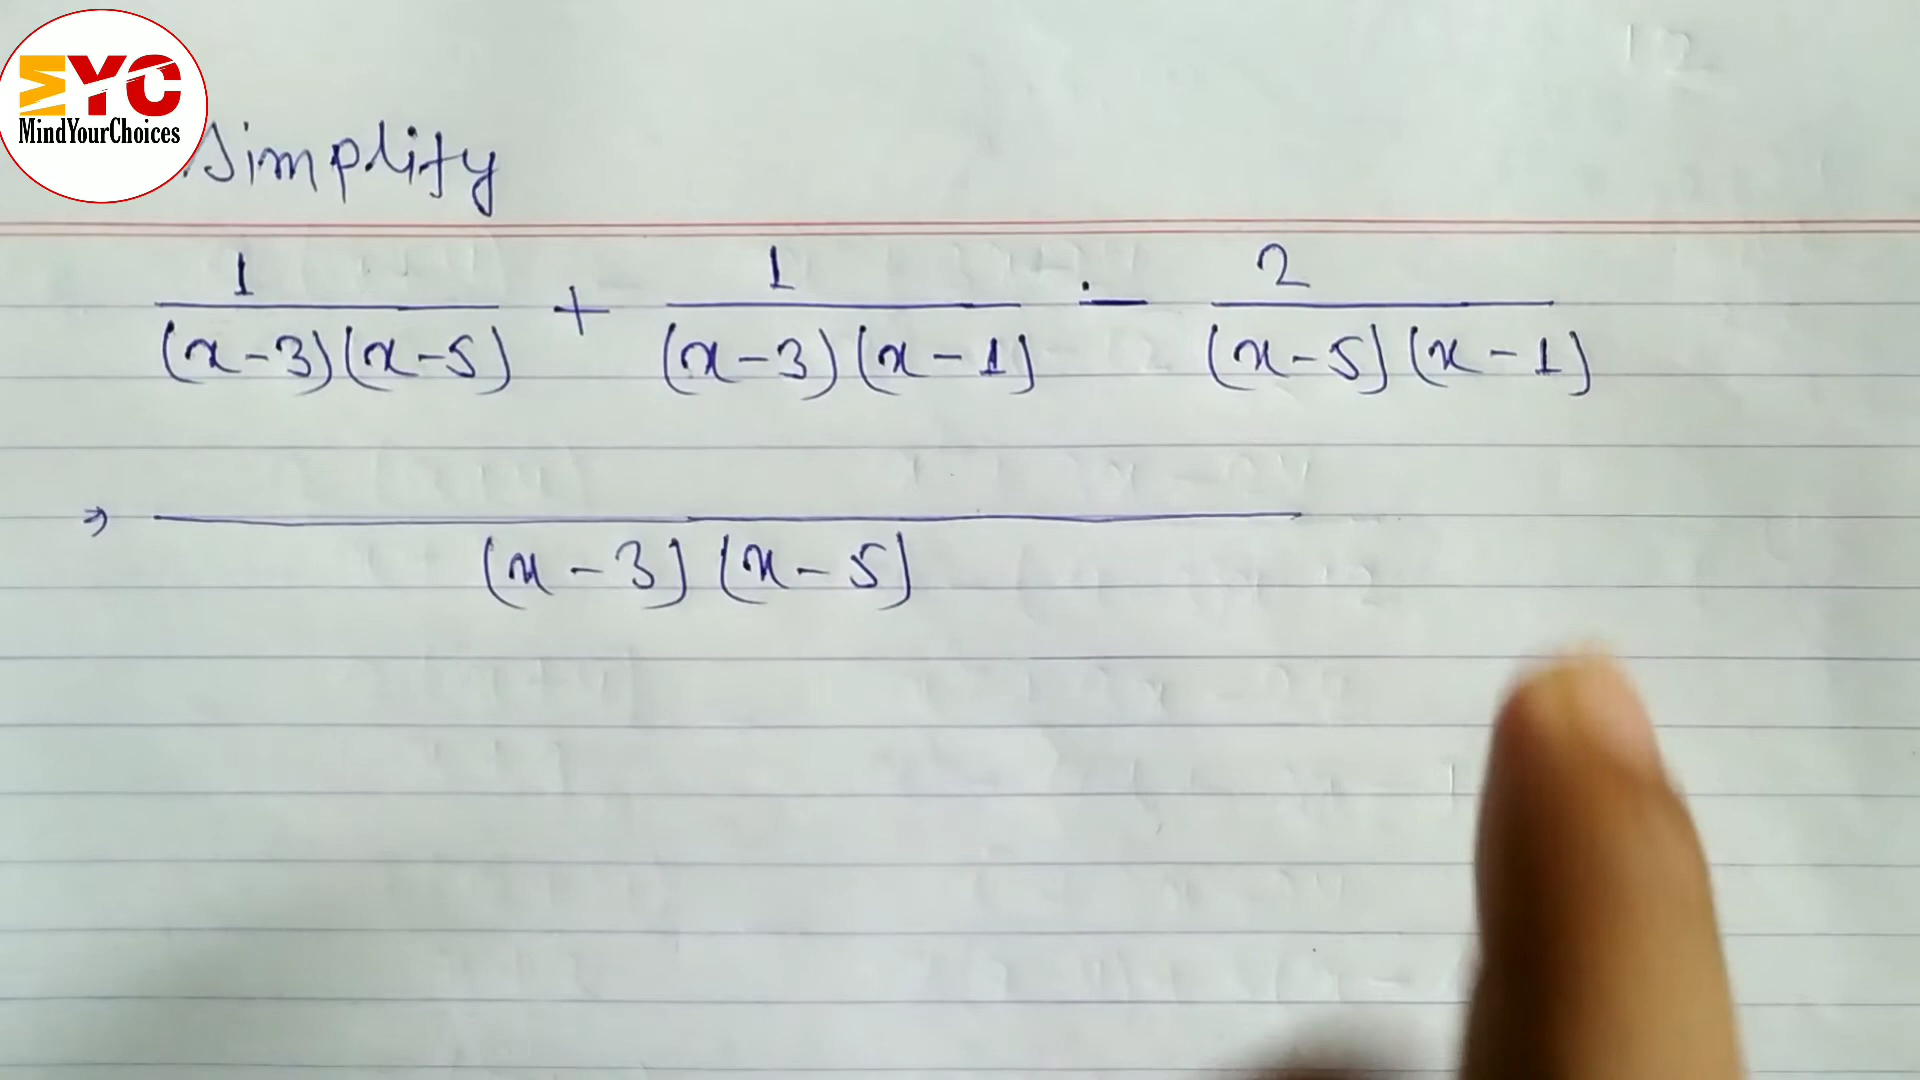 MYC
MindYourChoices
Simplify
1/((x-3)(x-5)) + 1/((x-3)(x-1)) - 2/((x-5)(x-1))
⇒ /((x-3)(x-5))